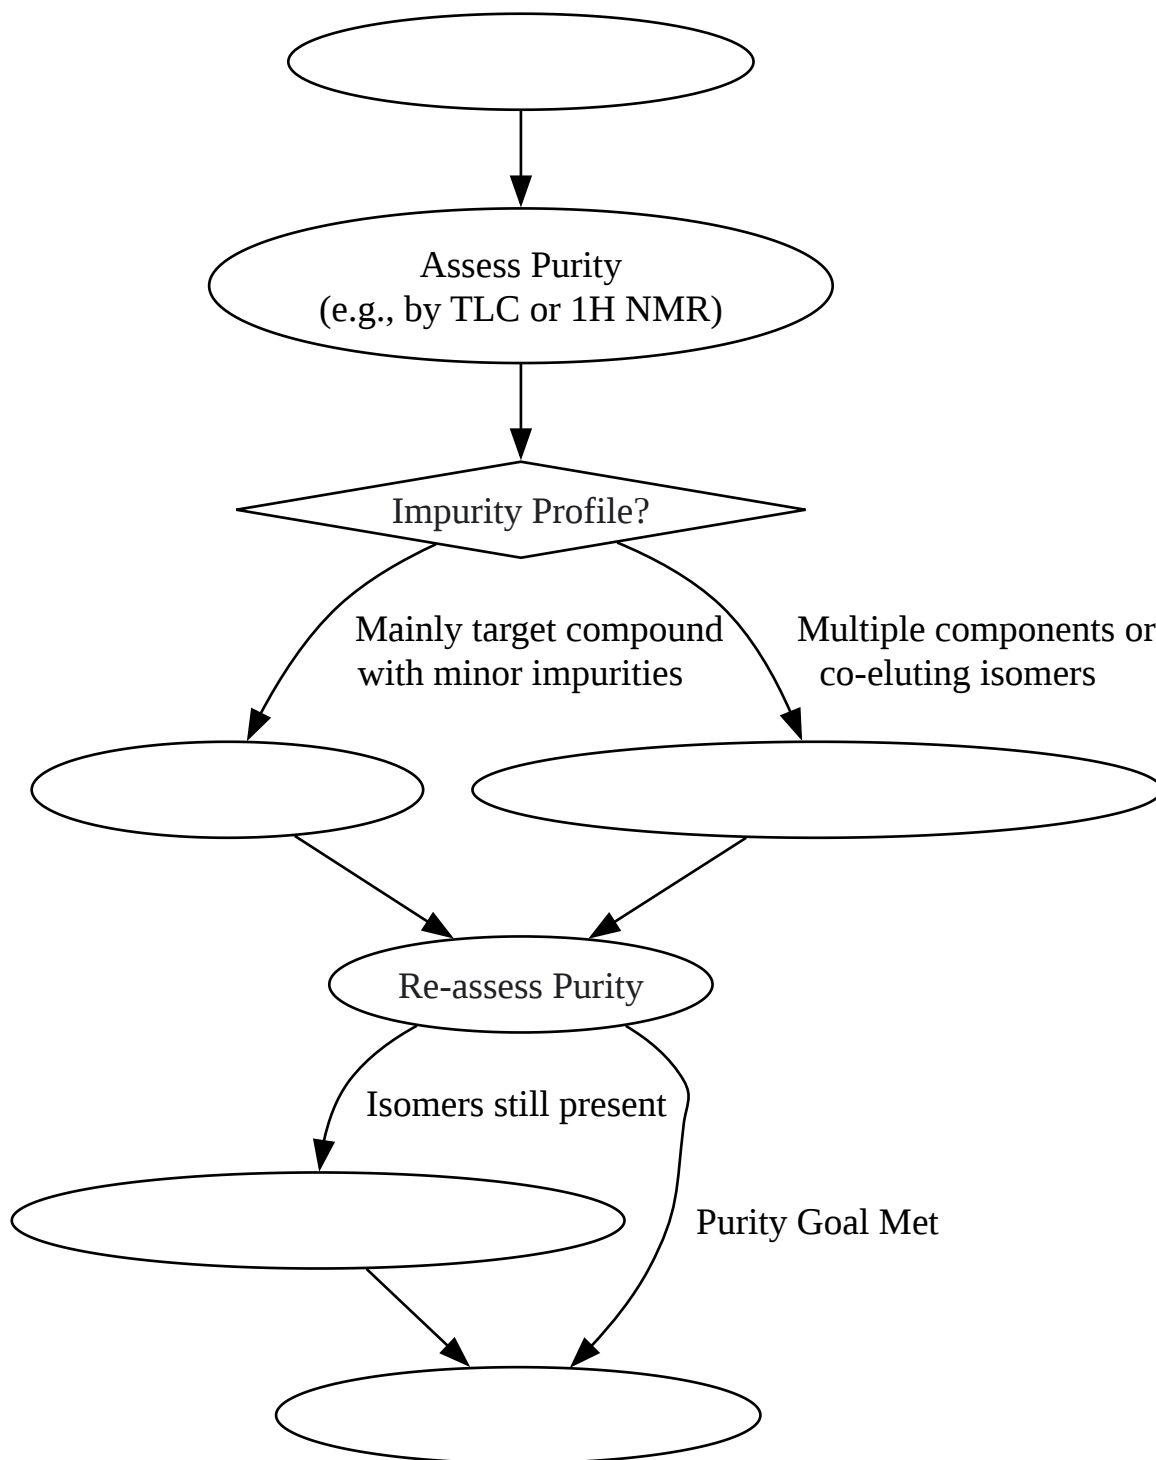 Assess Purity
(e.g., by TLC or 1H NMR)
Impurity Profile?
Mainly target compound
with minor impurities
Multiple components or
co-eluting isomers
Re-assess Purity
Isomers still present
Purity Goal Met